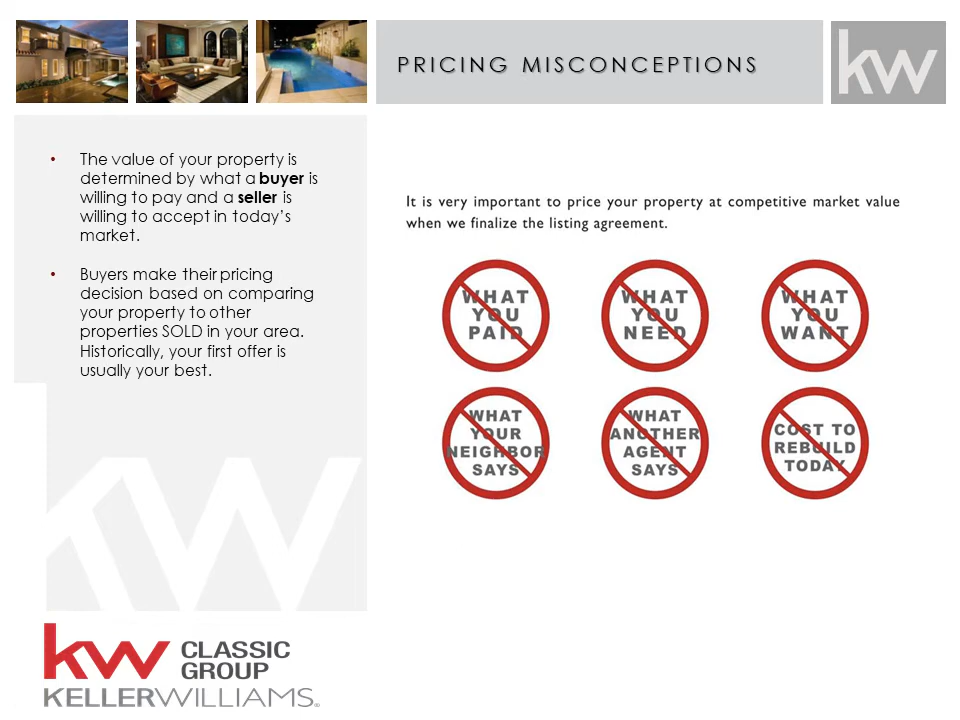 PRICING MISCONCEPTIONS
kw
• The value of your property is
determined by what a buyer is
willing to pay and a seller is
willing to accept in today’s
market.
• Buyers make their pricing
decision based on comparing
your property to other
properties SOLD in your area.
Historically, your first offer is
usually your best.
It is very important to price your property at competitive market value
when we finalize the listing agreement.
WHAT
YOU
PAID
WHAT
YOU
NEED
WHAT
YOU
WANT
WHAT
YOUR
NEIGHBOR
SAYS
WHAT
ANOTHER
AGENT
SAYS
COST TO
REBUILD
TODAY
kw
kw CLASSIC
GROUP
KELLERWILLIAMS®